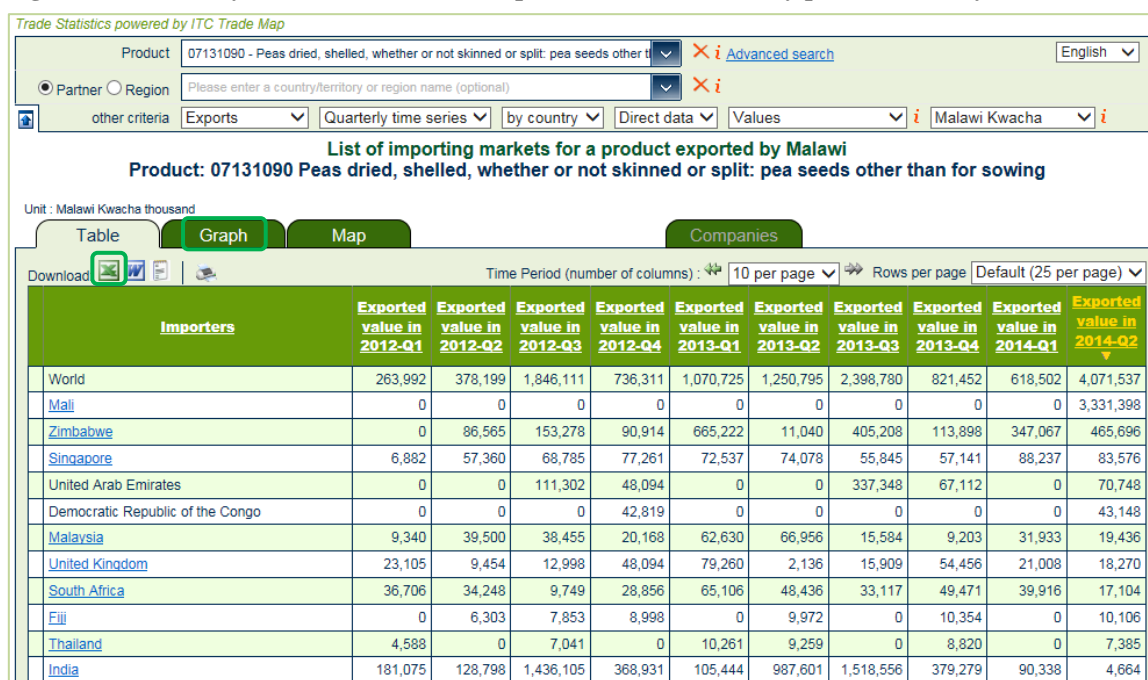 Trade Statistics powered by ITC Trade Map
Product 07131090 - Peas dried, shelled, whether or not skinned or split: pea seeds other t i Advanced search English
Partner Region Please enter a country/territory or region name (optional) i
other criteria Exports Quarterly time series by country Direct data Values i Malawi Kwacha i
List of importing markets for a product exported by Malawi
Product: 07131090 Peas dried, shelled, whether or not skinned or split: pea seeds other than for sowing
Unit : Malawi Kwacha thousand
Table Graph Map Companies
Download Time Period (number of columns) : 10 per page Rows per page Default (25 per page)
Importers Exported value in 2012-Q1 Exported value in 2012-Q2 Exported value in 2012-Q3 Exported value in 2012-Q4 Exported value in 2013-Q1 Exported value in 2013-Q2 Exported value in 2013-Q3 Exported value in 2013-Q4 Exported value in 2014-Q1 Exported value in 2014-Q2
World 263,992 378,199 1,846,111 736,311 1,070,725 1,250,795 2,398,780 821,452 618,502 4,071,537
Mali 0 0 0 0 0 0 0 0 0 3,331,398
Zimbabwe 0 86,565 153,278 90,914 665,222 11,040 405,208 113,898 347,067 465,696
Singapore 6,882 57,360 68,785 77,261 72,537 74,078 55,845 57,141 88,237 83,576
United Arab Emirates 0 0 111,302 48,094 0 0 337,348 67,112 0 70,748
Democratic Republic of the Congo 0 0 0 42,819 0 0 0 0 0 43,148
Malaysia 9,340 39,500 38,455 20,168 62,630 66,956 15,584 9,203 31,933 19,436
United Kingdom 23,105 9,454 12,998 48,094 79,260 2,136 15,909 54,456 21,008 18,270
South Africa 36,706 34,248 9,749 28,856 65,106 48,436 33,117 49,471 39,916 17,104
Fiji 0 6,303 7,853 8,998 0 9,972 0 10,354 0 10,106
Thailand 4,588 0 7,041 0 10,261 9,259 0 8,820 0 7,385
India 181,075 128,798 1,436,105 368,931 105,444 987,601 1,518,556 379,279 90,338 4,664